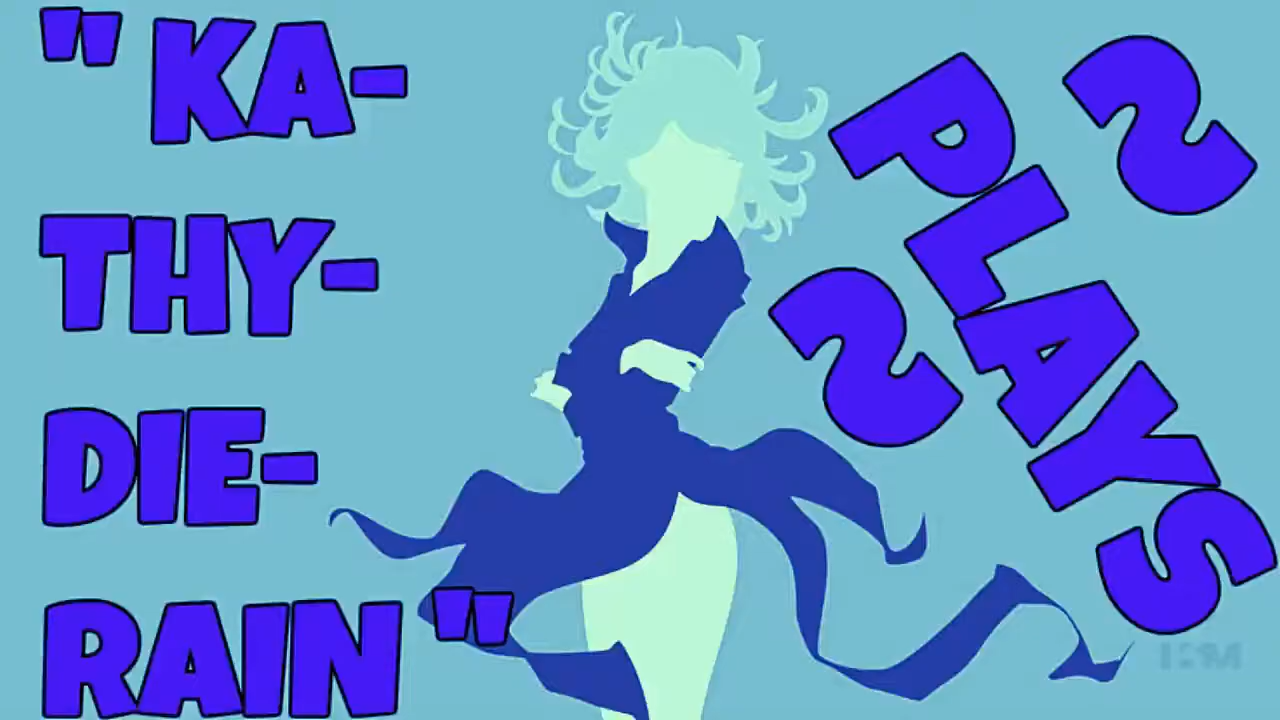 " KA-
THY-
DIE-
RAIN "
S
PLAYS
S